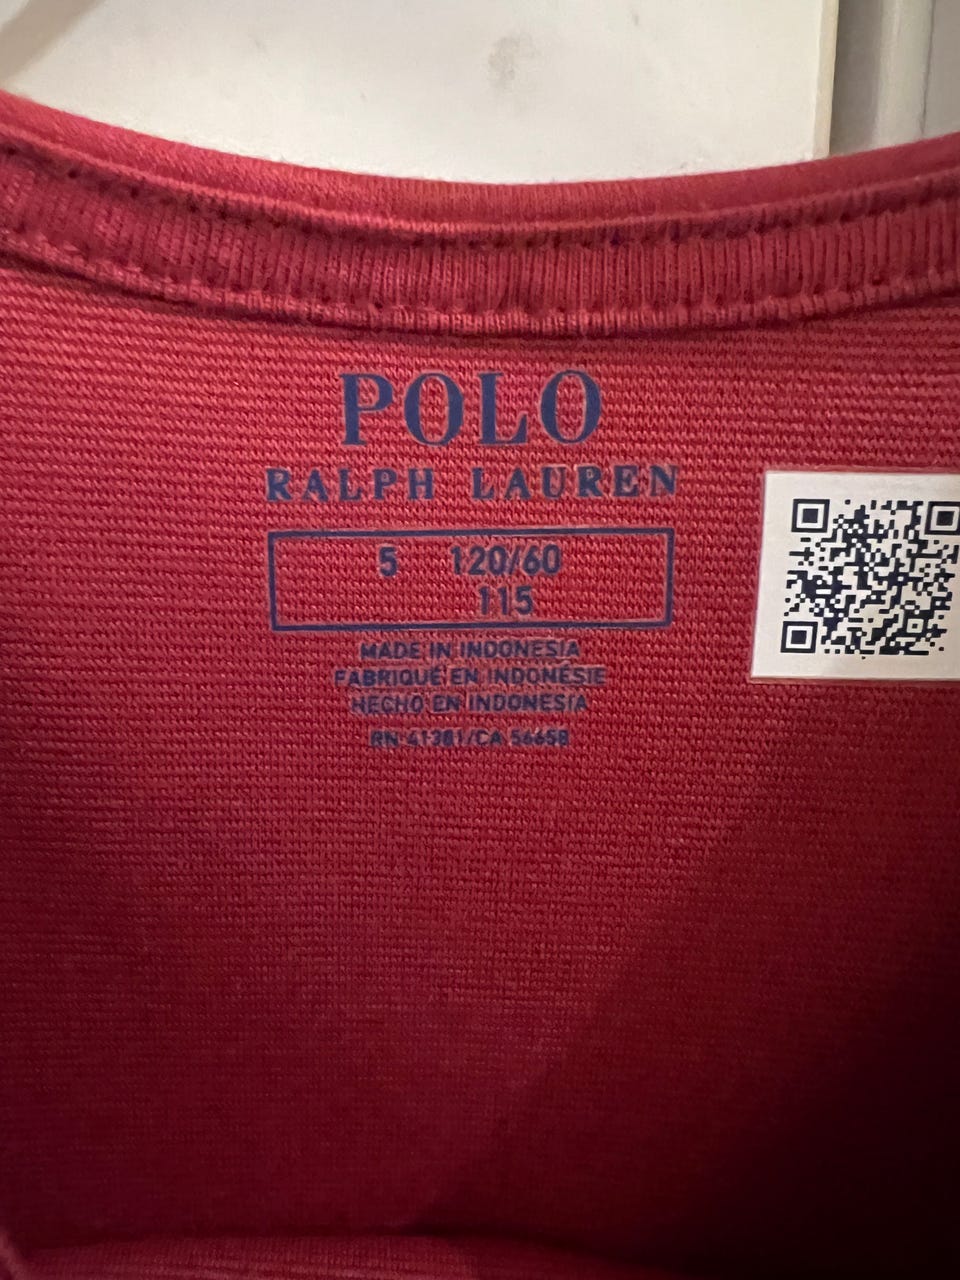 POLO
RALPH LAUREN
5 120/60
115
MADE IN INDONESIA
FABRIQUÉ EN INDONÉSIE
HECHO EN INDONESIA
RN 41381/CA 56658